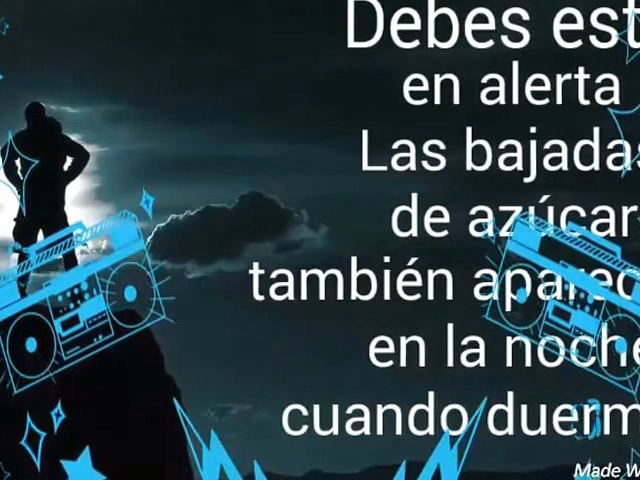 Debes est
en alerta
Las bajadas
de azúcar
también aparec
en la noche
cuando duerm
Made W